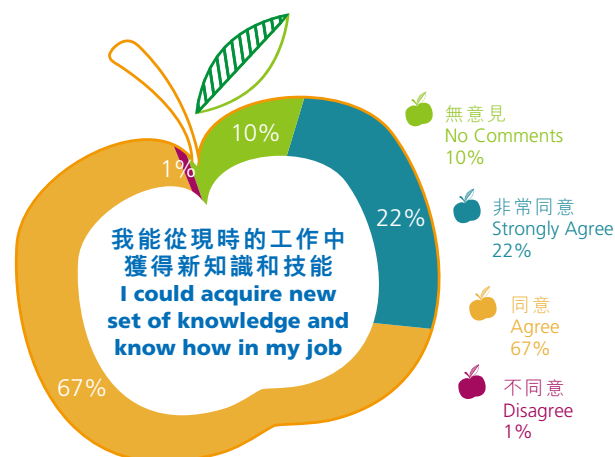 10%
1%
22%
67%
我能從現時的工作中
獲得新知識和技能
I could acquire new
set of knowledge and
know how in my job
無意見
No Comments
10%
非常同意
Strongly Agree
22%
同意
Agree
67%
不同意
Disagree
1%